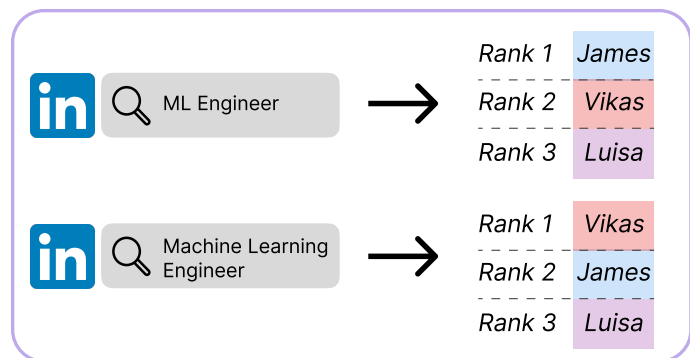 in
ML Engineer
Rank 1 James
Rank 2 Vikas
Rank 3 Luisa
in
Machine Learning
Engineer
Rank 1 Vikas
Rank 2 James
Rank 3 Luisa